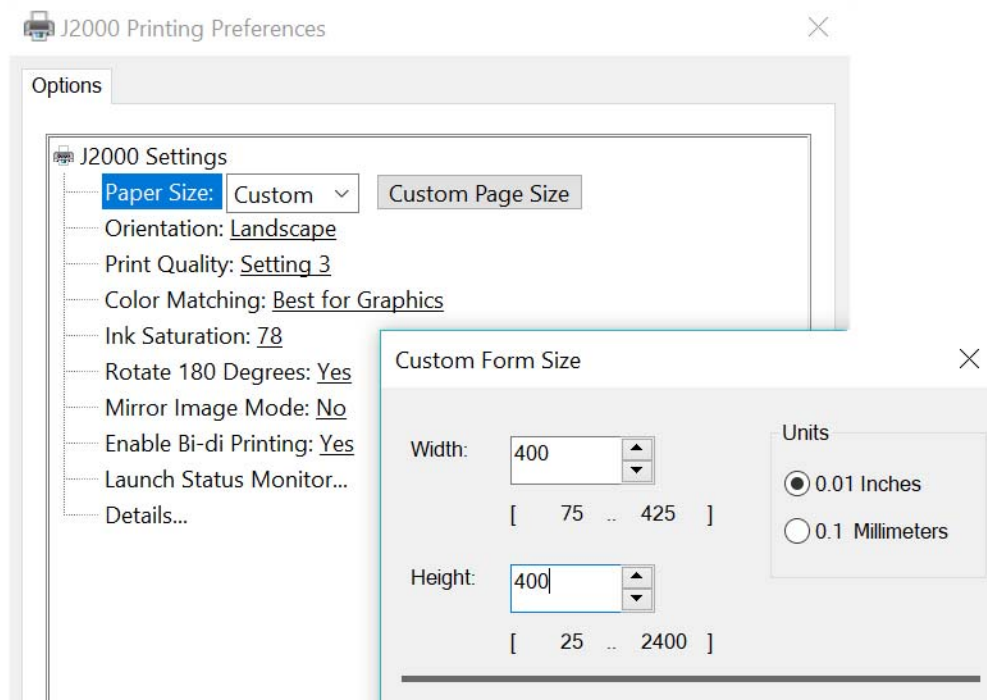 J2000 Printing Preferences
Options
J2000 Settings
Paper Size: Custom Custom Page Size
Orientation: Landscape
Print Quality: Setting 3
Color Matching: Best for Graphics
Ink Saturation: 78
Rotate 180 Degrees: Yes
Mirror Image Mode: No
Enable Bi-di Printing: Yes
Launch Status Monitor...
Details...
Custom Form Size
Width: 400
[ 75 .. 425 ]
Height: 400
[ 25 .. 2400 ]
Units
0.01 Inches
0.1 Millimeters